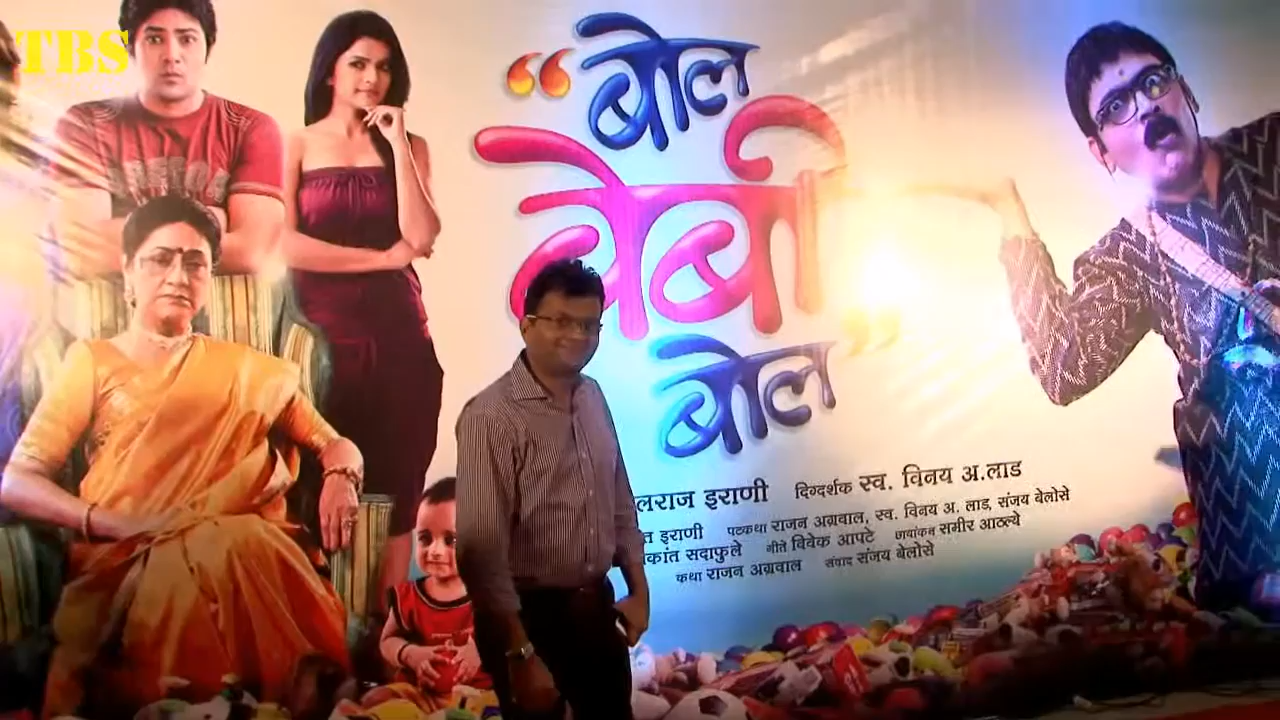 TBS
“बोल
बेबी
बोल”
लराज इराणी दिग्दर्शक स्व. विनय अ.लाड
त इराणी पटकथा राजन अग्रवाल, स्व. विनय अ. लाड, संजय बेलोसे
कांत सदाफुले गीते विवेक आपटे छायांकन समीर आठल्ये
कथा राजन अग्रवाल संवाद संजय बेलोसे